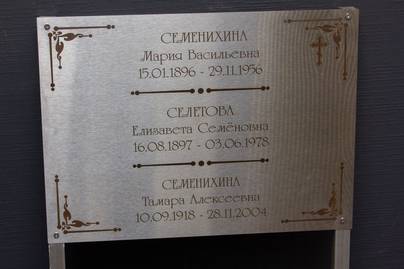 СЕМЕНИХИНА
Мария Васильевна
15.01.1896 - 29.11.1956
СЕЛЕТОВА
Елизавета Семёновна
16.08.1897 - 03.06.1978
СЕМЕНИХИНА
Тамара Алексеевна
10.09.1918 - 28.11.2004